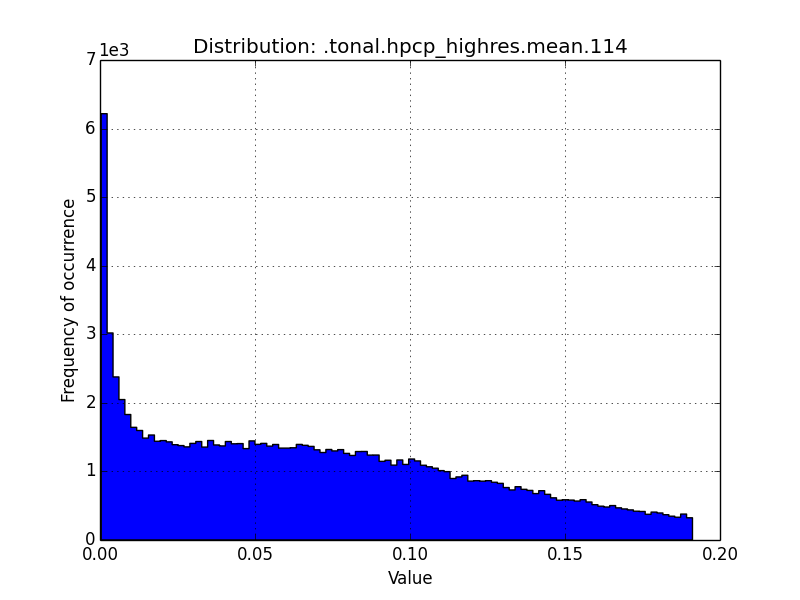 Distribution: .tonal.hpcp_highres.mean.114
1e3
7
6
5
4
3
2
1
0
Frequency of occurrence
0.00 0.05 0.10 0.15 0.20
Value